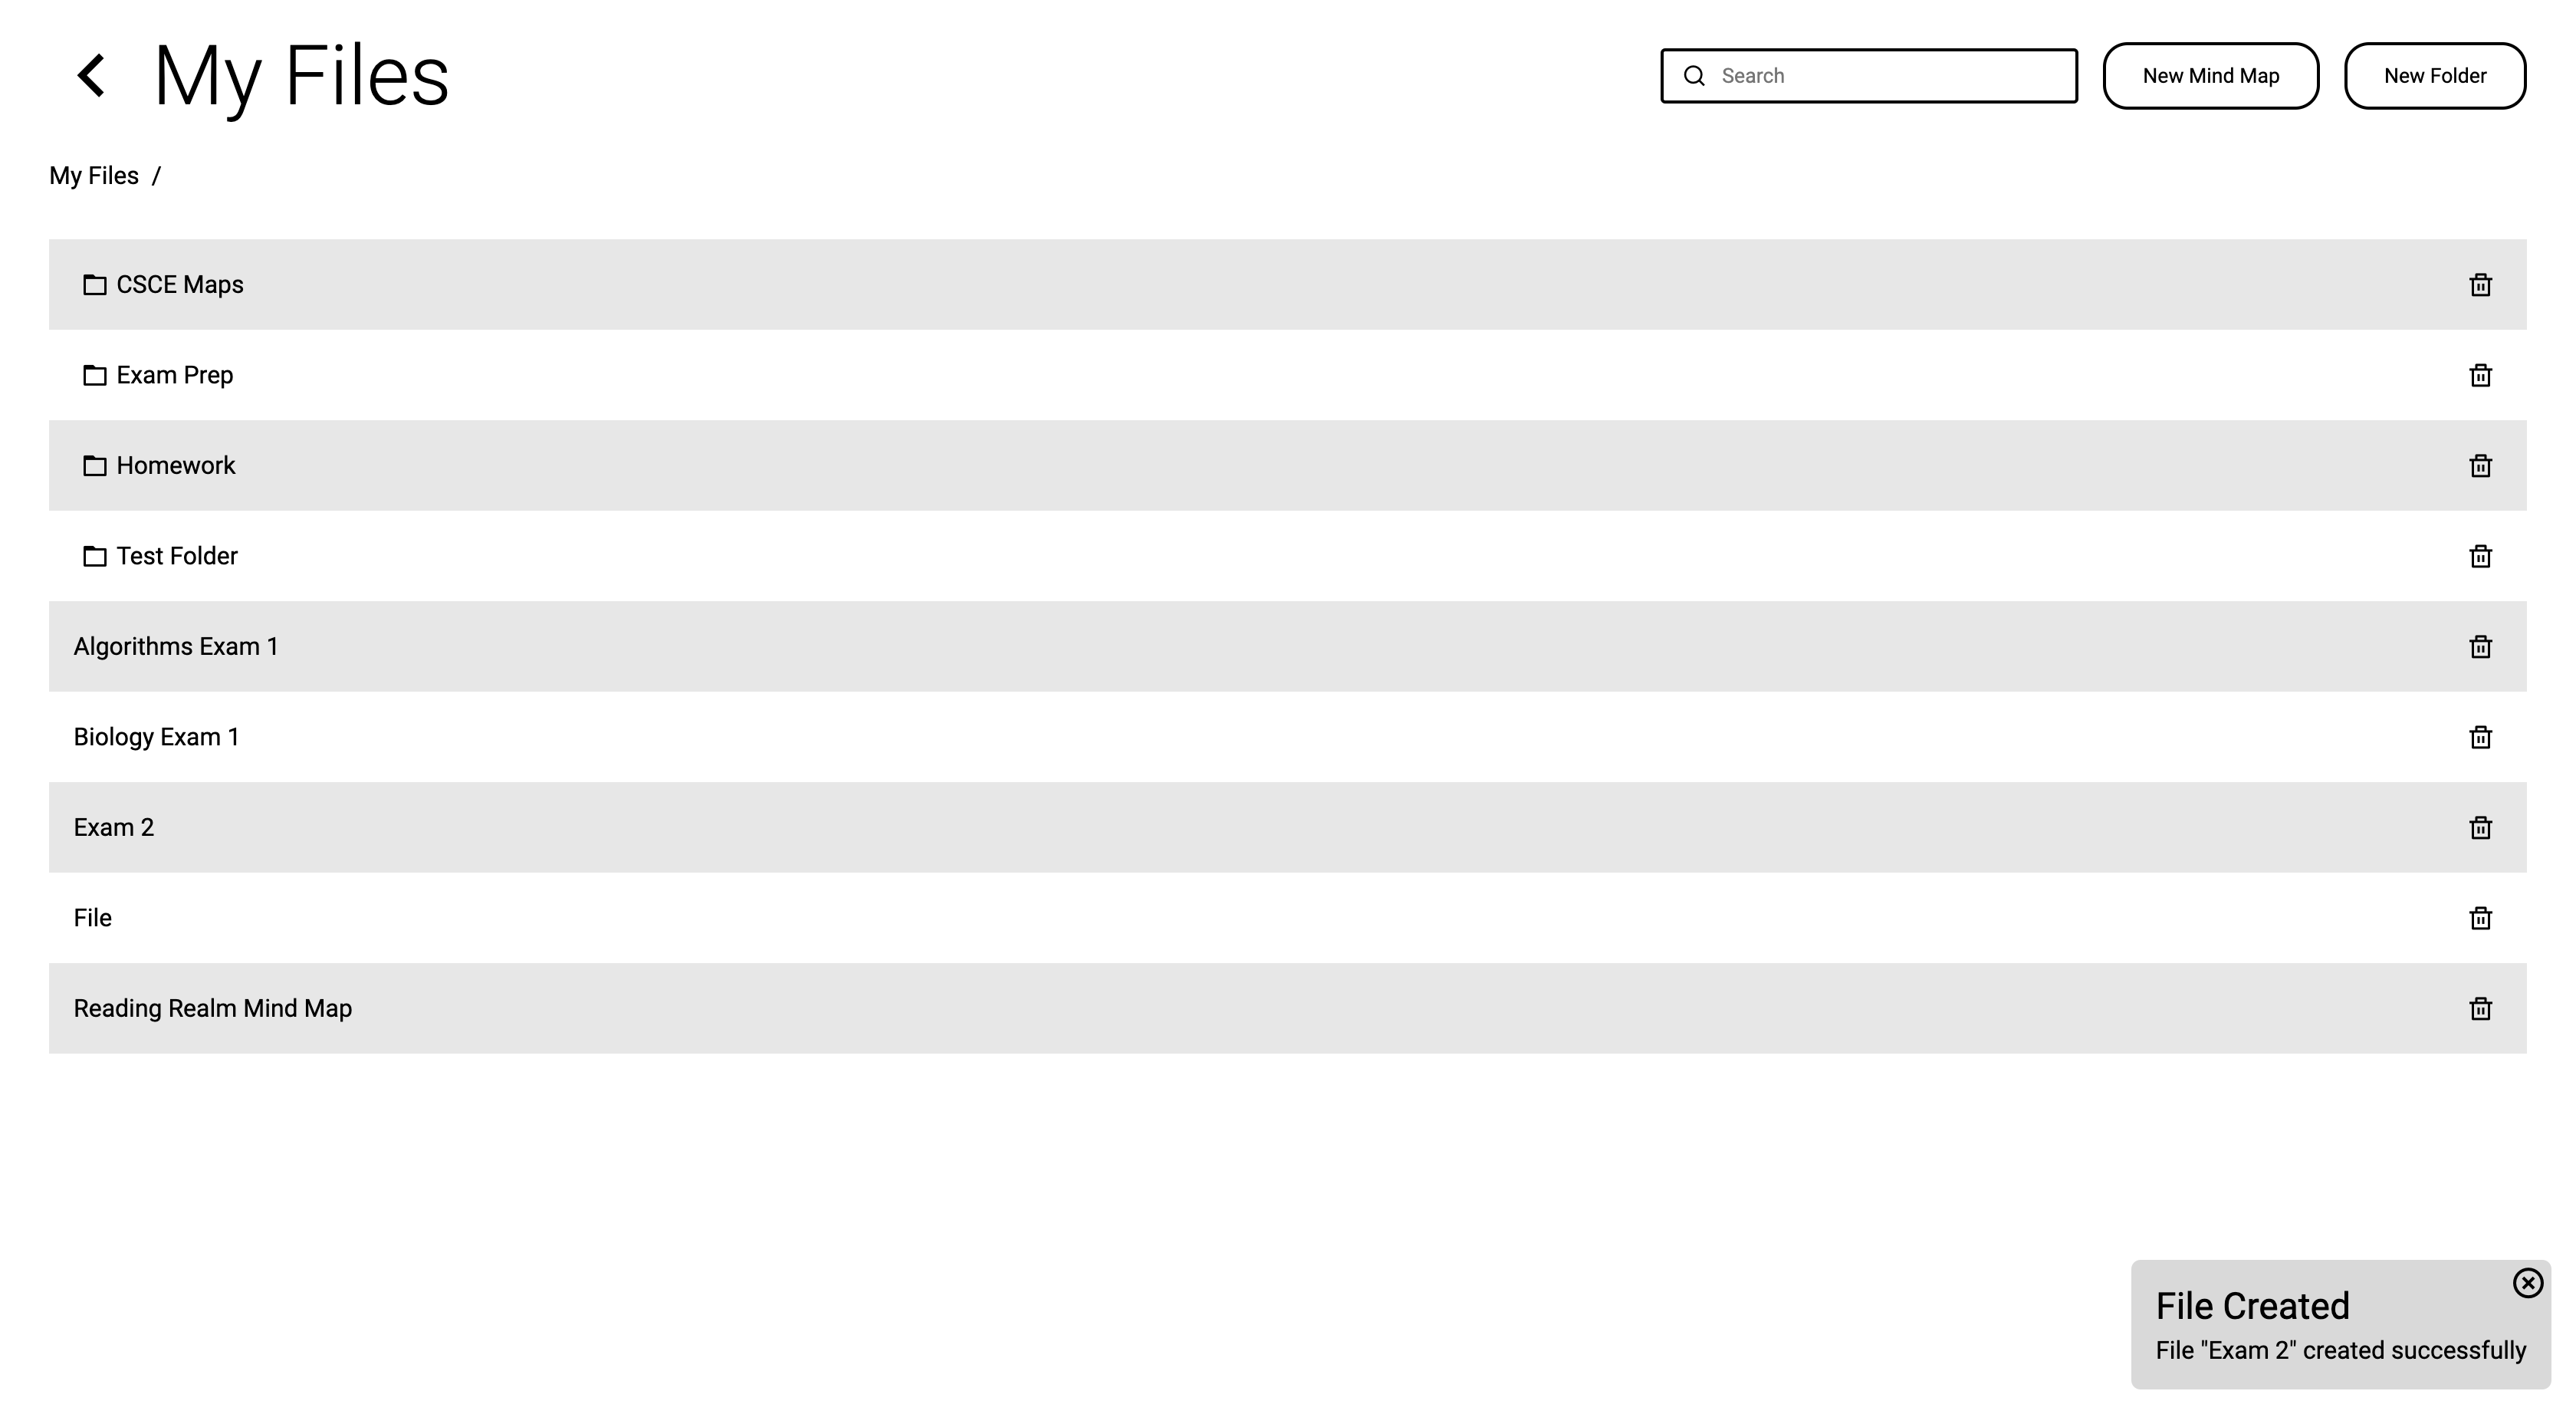 My Files
Search
New Mind Map
New Folder
My Files /
CSCE Maps
Exam Prep
Homework
Test Folder
Algorithms Exam 1
Biology Exam 1
Exam 2
File
Reading Realm Mind Map
File Created
File "Exam 2" created successfully